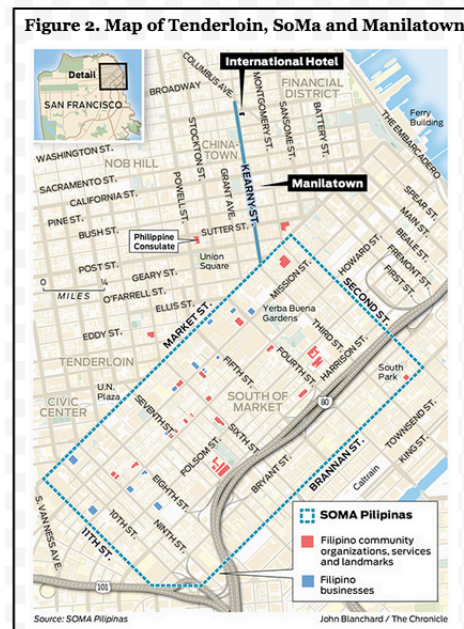 Figure 2. Map of Tenderloin, SoMa and Manilatown
Detail
SAN FRANCISCO
International Hotel
COLUMBUS AVE.
BROADWAY
MONTGOMERY ST.
SANSOME ST.
BATTERY ST.
FINANCIAL
DISTRICT
Ferry
Building
THE EMBARCADERO
WASHINGTON ST.
NOB HILL
STOCKTON ST.
CHINA-
TOWN
SACRAMENTO ST.
CALIFORNIA ST.
POWELL ST.
GRANT AVE.
KEARNY ST.
Manilatown
PINE ST.
BUSH ST.
SUTTER ST.
SPEAR ST.
MAIN ST.
BEALE ST.
FREMONT ST.
FIRST ST.
Philippine
Consulate
POST ST.
Union
Square
GEARY ST.
O'FARRELL ST.
ELLIS ST.
EDDY ST.
0
¼
MILES
MARKET ST.
MISSION ST.
HOWARD ST.
SECOND ST.
Yerba Buena
Gardens
THIRD ST.
FOURTH ST.
HARRISON ST.
TENDERLOIN
U.N.
Plaza
CIVIC
CENTER
FIFTH ST.
SOUTH OF
MARKET
80
South
Park
SEVENTH ST.
SIXTH ST.
FOLSOM ST.
BRYANT ST.
BRANNAN ST.
TOWNSEND ST.
KING ST.
Caltrain
EIGHTH ST.
NINTH ST.
10TH ST.
11TH ST.
S. VAN NESS AVE.
101
SOMA Pilipinas
Filipino community
organizations, services
and landmarks
Filipino
businesses
Source: SOMA Pilipinas
John Blanchard / The Chronicle